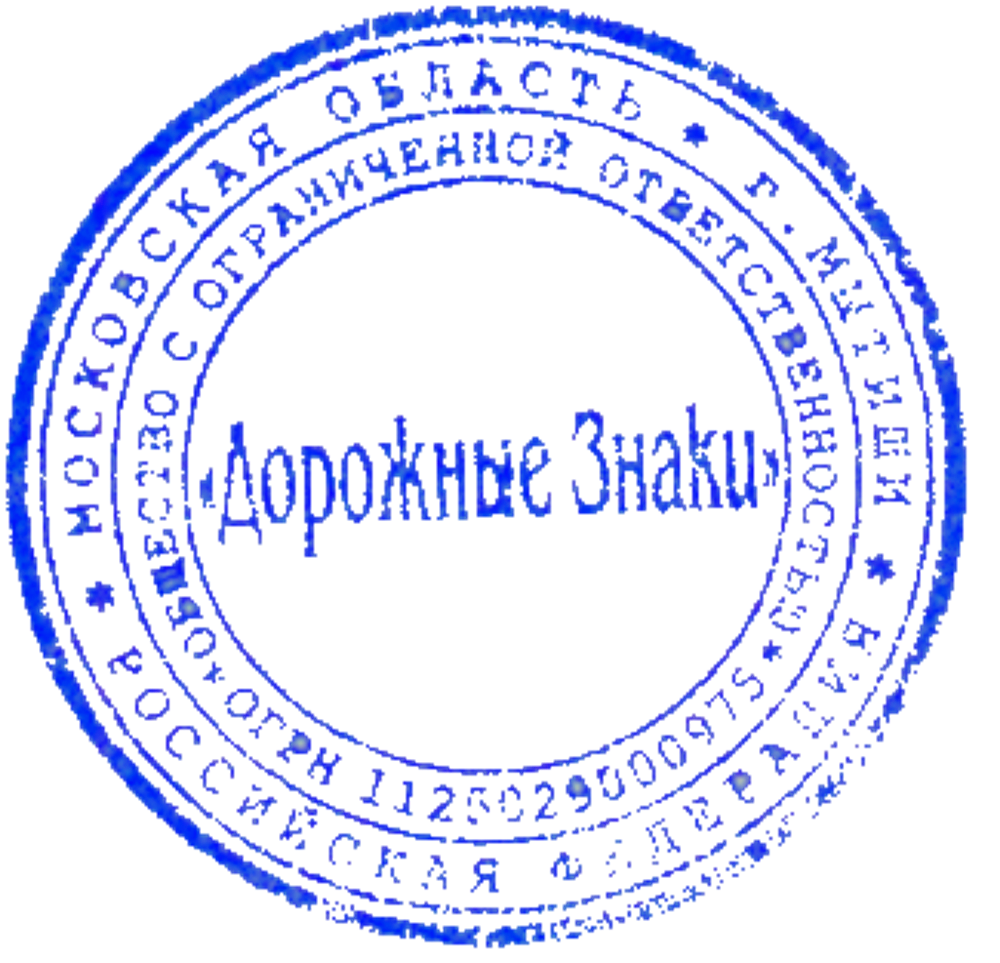 МОСКОВСКАЯ ОБЛАСТЬ * г. МЫТИЩИ *
РОССИЙСКАЯ ФЕДЕРАЦИЯ *
ОБЩЕСТВО С ОГРАНИЧЕННОЙ ОТВЕТСТВЕННОСТЬЮ *
ОГРН 1125029000975 *
«Дорожные Знаки»